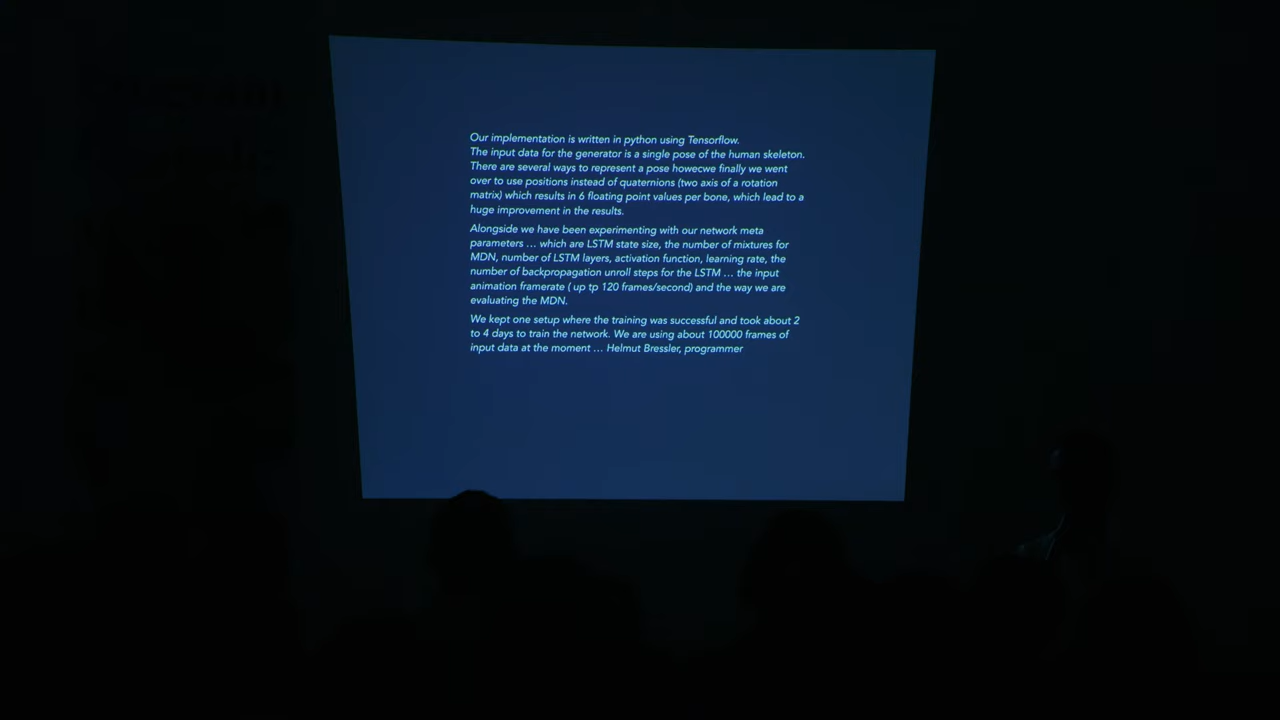 Our implementation is written in python using Tensorflow.
The input data for the generator is a single pose of the human skeleton.
There are several ways to represent a pose howecwe finally we went
over to use positions instead of quaternions (two axis of a rotation
matrix) which results in 6 floating point values per bone, which lead to a
huge improvement in the results.
Alongside we have been experimenting with our network meta
parameters ... which are LSTM state size, the number of mixtures for
MDN, number of LSTM layers, activation function, learning rate, the
number of backpropagation unroll steps for the LSTM ... the input
animation framerate ( up tp 120 frames/second) and the way we are
evaluating the MDN.
We kept one setup where the training was successful and took about 2
to 4 days to train the network. We are using about 100000 frames of
input data at the moment ... Helmut Bressler, programmer